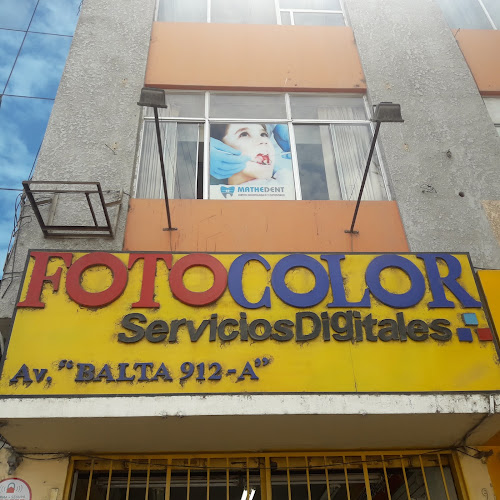 MATHEDENT
FOTOCOLOR
ServiciosDigitales
Av. "BALTA 912-A"